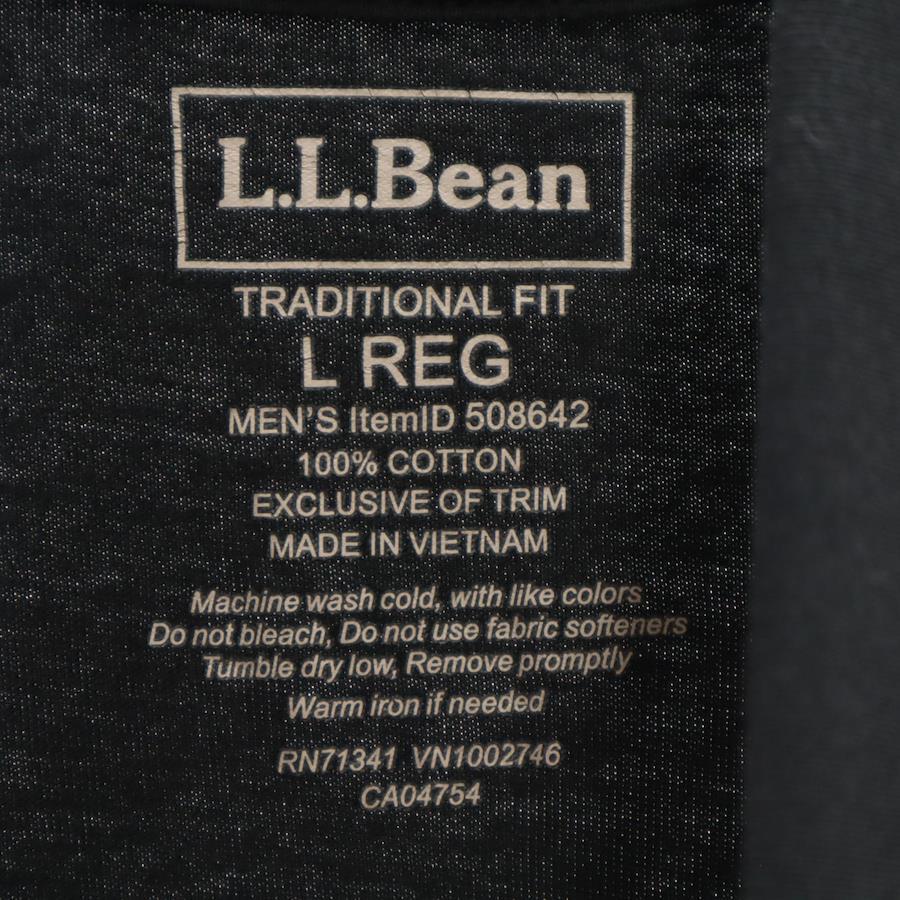 L.L.Bean
TRADITIONAL FIT
L REG
MEN'S ItemID 508642
100% COTTON
EXCLUSIVE OF TRIM
MADE IN VIETNAM
Machine wash cold, with like colors
Do not bleach, Do not use fabric softeners
Tumble dry low, Remove promptly
Warm iron if needed
RN71341 VN1002746
CA04754